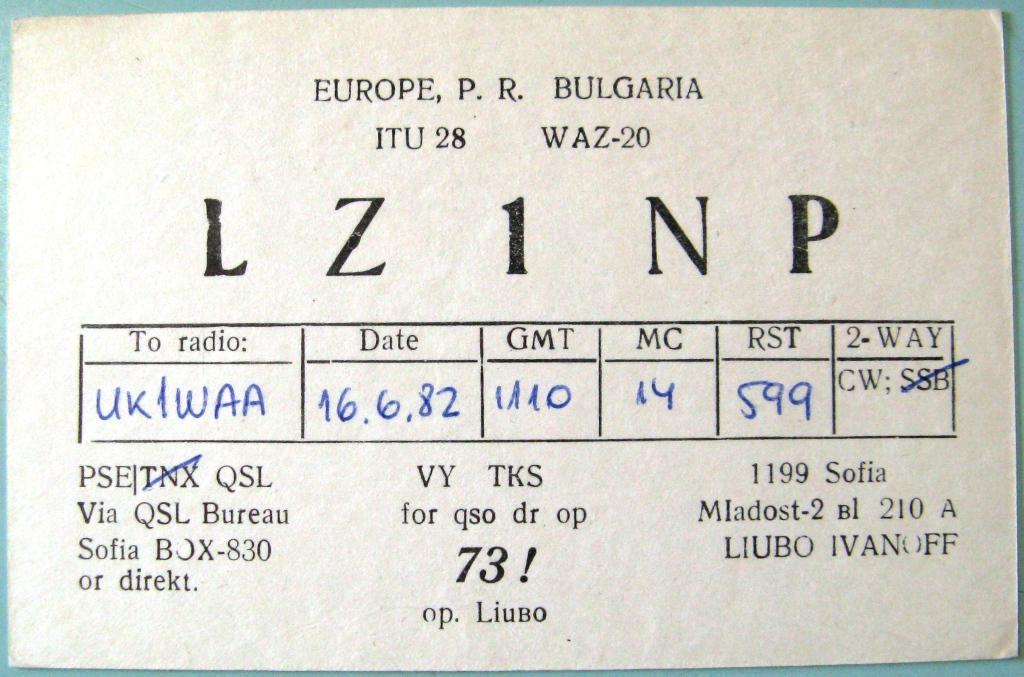 EUROPE, P. R. BULGARIA
ITU 28 WAZ-20
LZ1NP
To radio: Date GMT MC RST 2-WAY
UK1WAA 16.6.82 1110 14 599 CW; SSB
PSE|TNX QSL
Via QSL Bureau
Sofia BOX-830
or direkt.
VY TKS
for qso dr op
73!
op. Liuвo
1199 Sofia
Mladost-2 вl 210 A
LIUBO IVANOFF